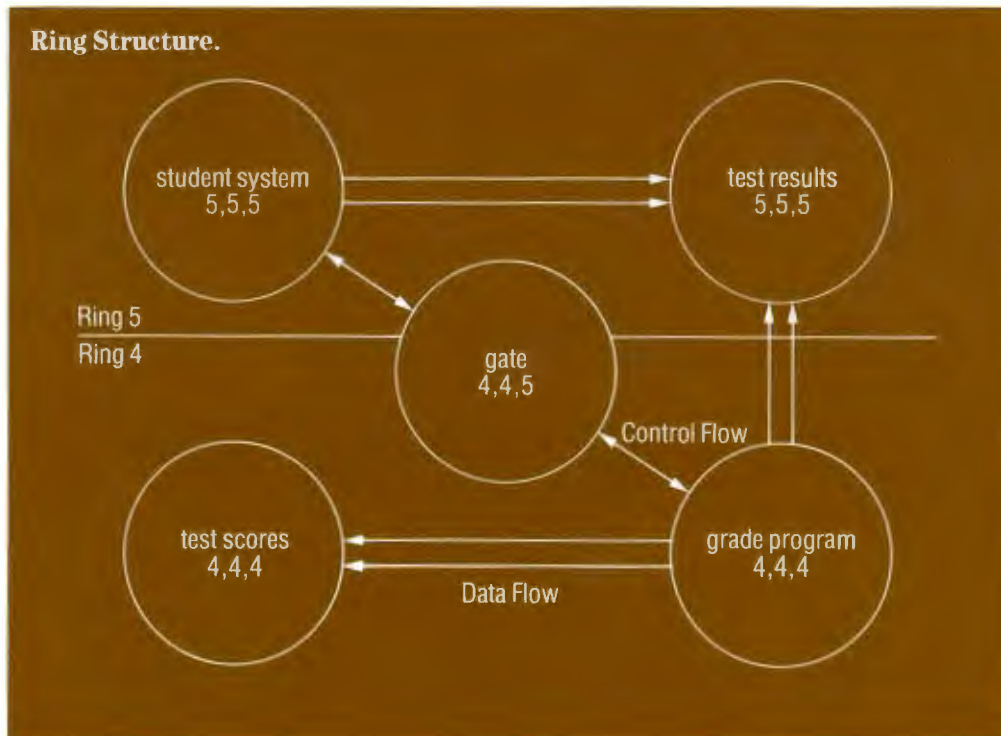 Ring Structure.
student system
5,5,5
test results
5,5,5
Ring 5
Ring 4
gate
4,4,5
Control Flow
test scores
4,4,4
grade program
4,4,4
Data Flow